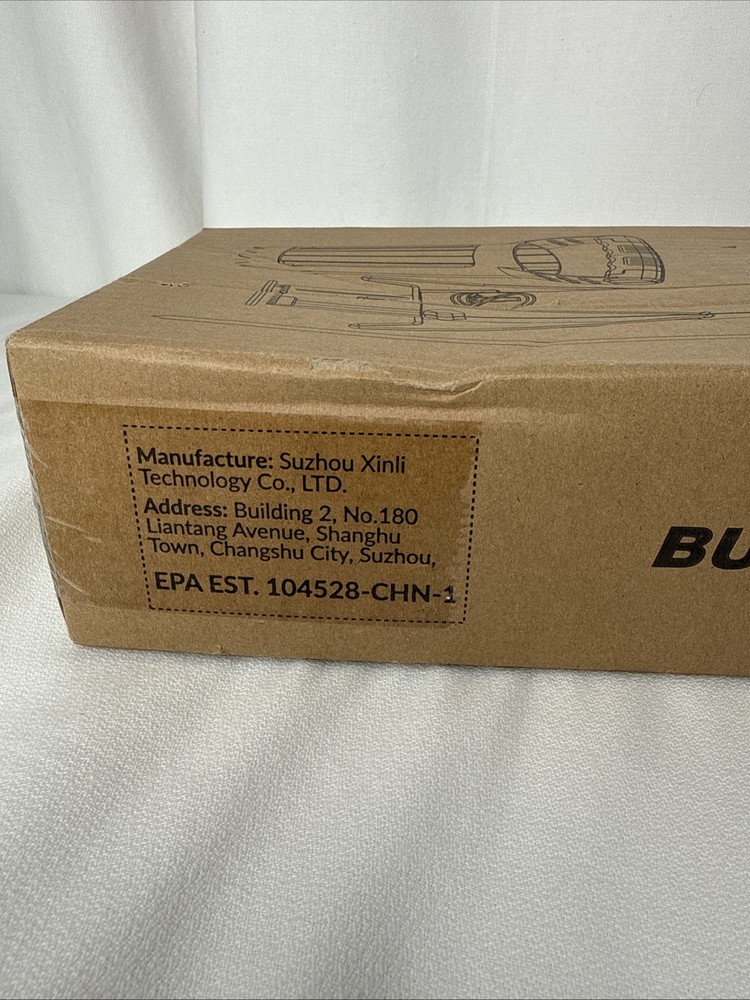 Manufacture: Suzhou Xinli
Technology Co., LTD.
Address: Building 2, No.180
Liantang Avenue, Shanghu
Town, Changshu City, Suzhou,
EPA EST. 104528-CHN-1
BU